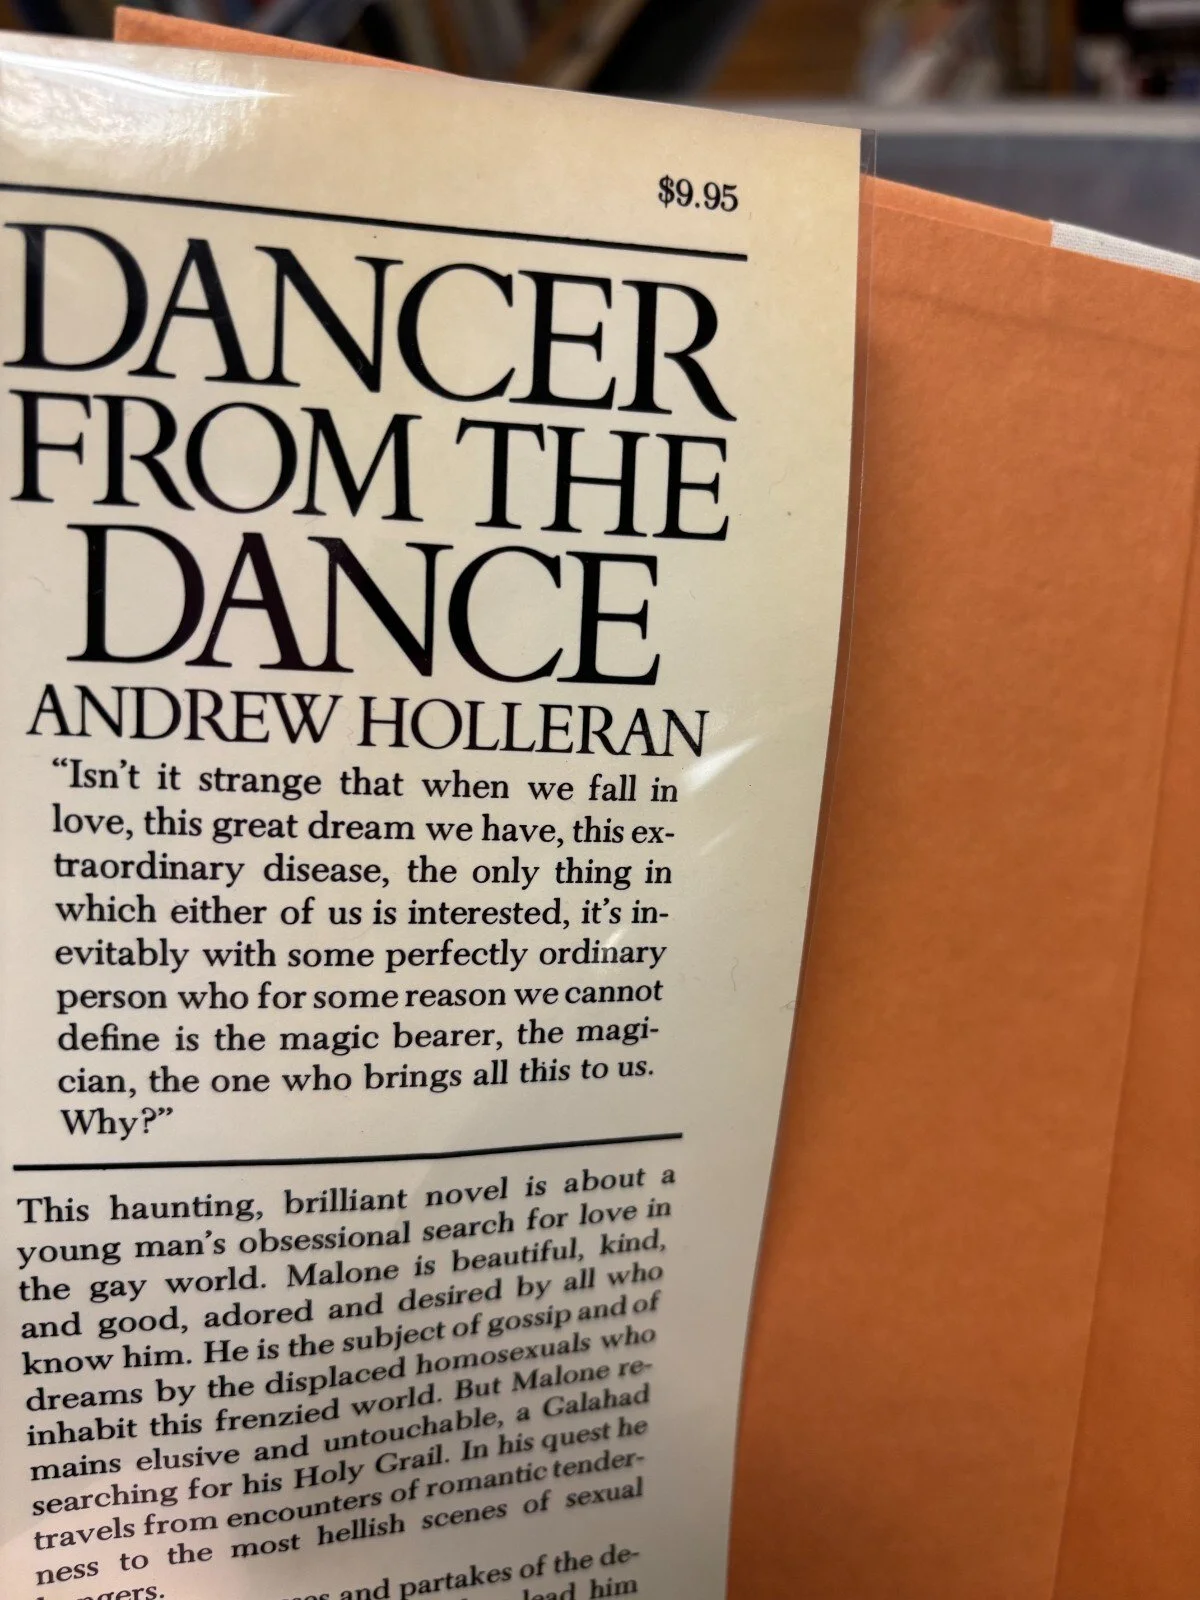 $9.95
DANCER
FROM THE
DANCE
ANDREW HOLLERAN
“Isn’t it strange that when we fall in
love, this great dream we have, this ex-
traordinary disease, the only thing in
which either of us is interested, it’s in-
evitably with some perfectly ordinary
person who for some reason we cannot
define is the magic bearer, the magi-
cian, the one who brings all this to us.
Why?”
This haunting, brilliant novel is about a
young man’s obsessional search for love in
the gay world. Malone is beautiful, kind,
and good, adored and desired by all who
know him. He is the subject of gossip and of
dreams by the displaced homosexuals who
inhabit this frenzied world. But Malone re-
mains elusive and untouchable, a Galahad
searching for his Holy Grail. In his quest he
travels from encounters of romantic tender-
ness to the most hellish scenes of sexual
and partakes of the de-
lead him